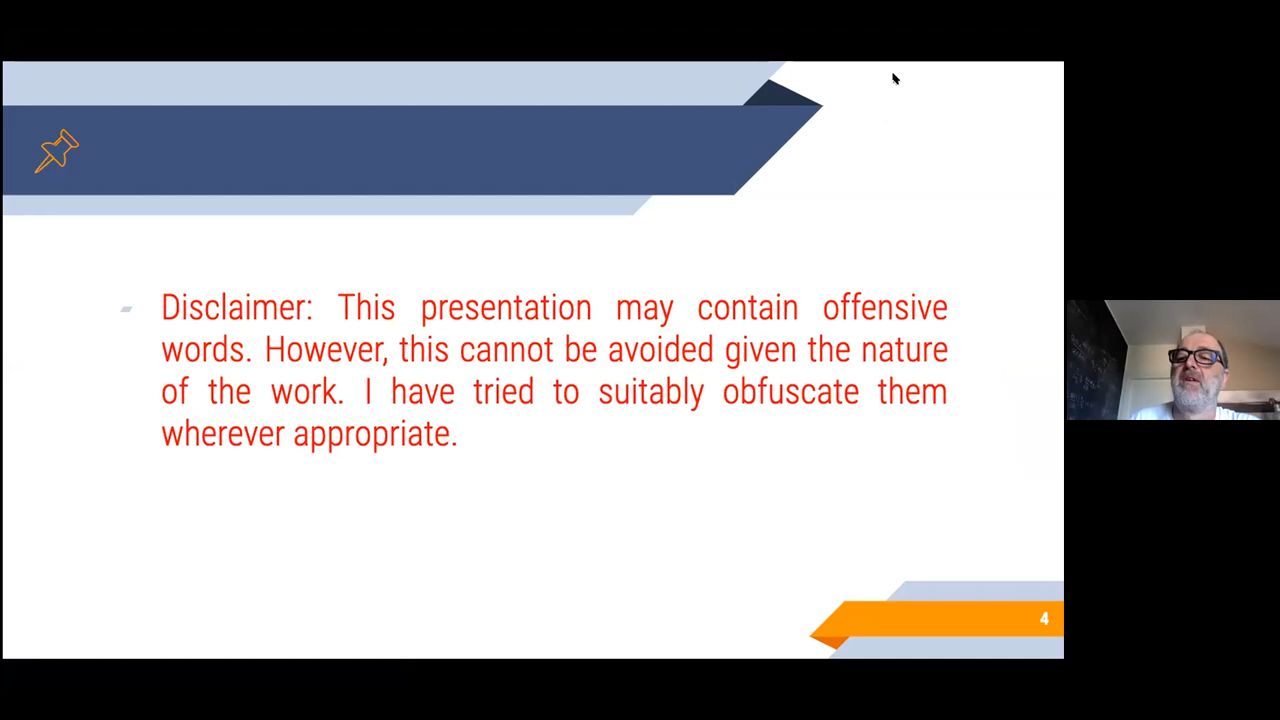 Disclaimer: This presentation may contain offensive
words. However, this cannot be avoided given the nature
of the work. I have tried to suitably obfuscate them
wherever appropriate.
4